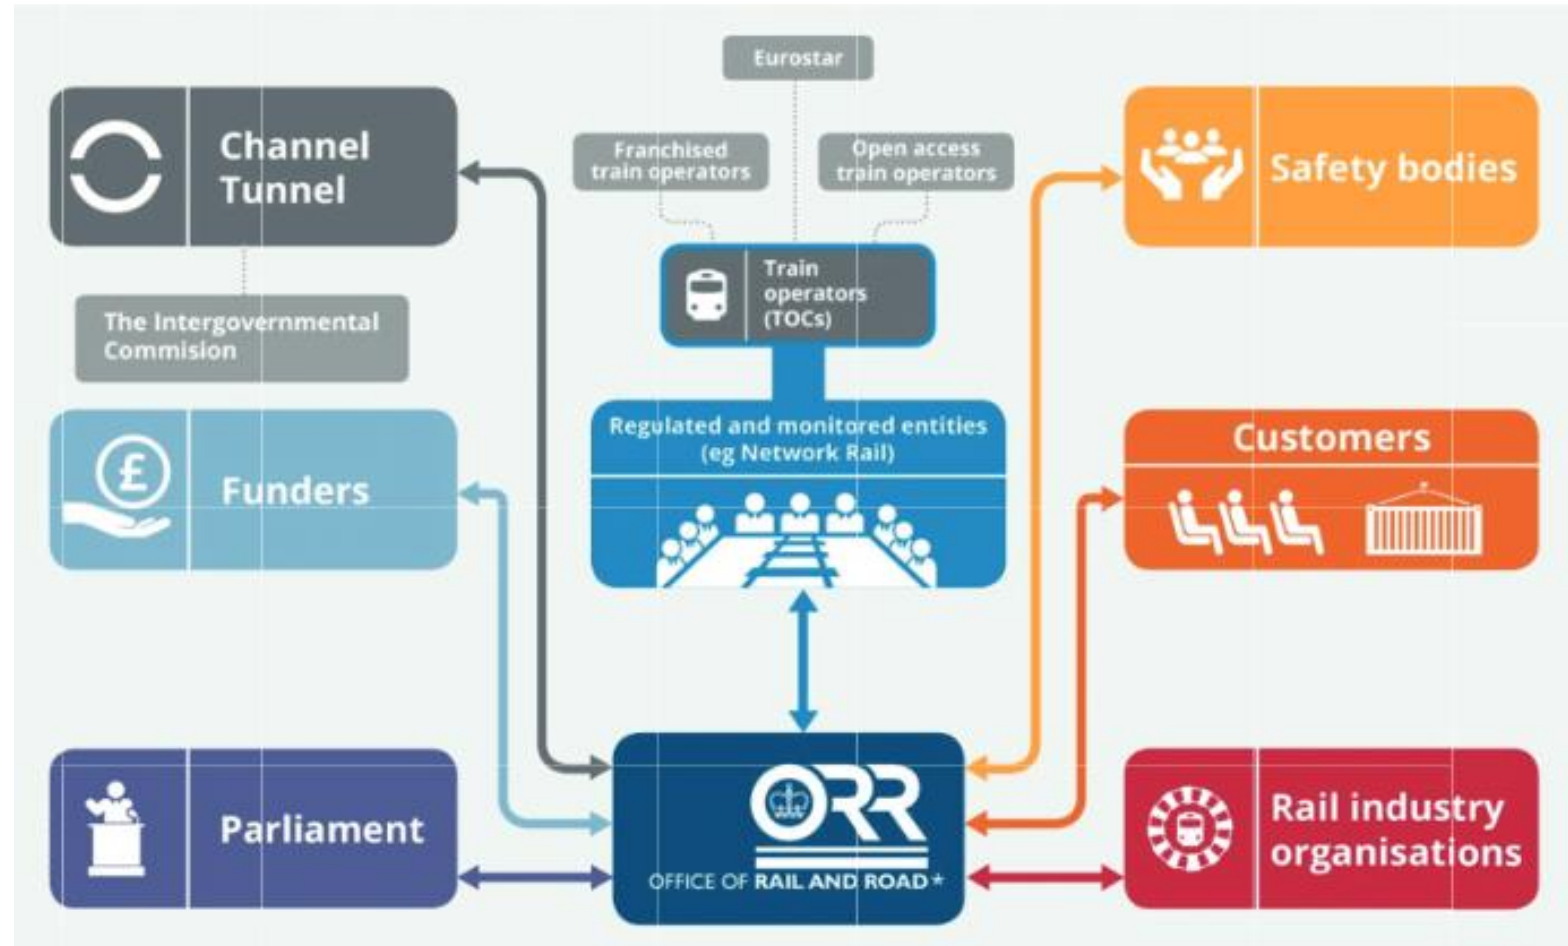 Eurostar
Channel
Tunnel
Franchised
train operators
Open access
train operators
Safety bodies
Train
operators
(TOCs)
The Intergovernmental
Commision
Regulated and monitored entities
(eg Network Rail)
Customers
£
Funders
Parliament
ORR
OFFICE OF RAIL AND ROAD*
Rail industry
organisations